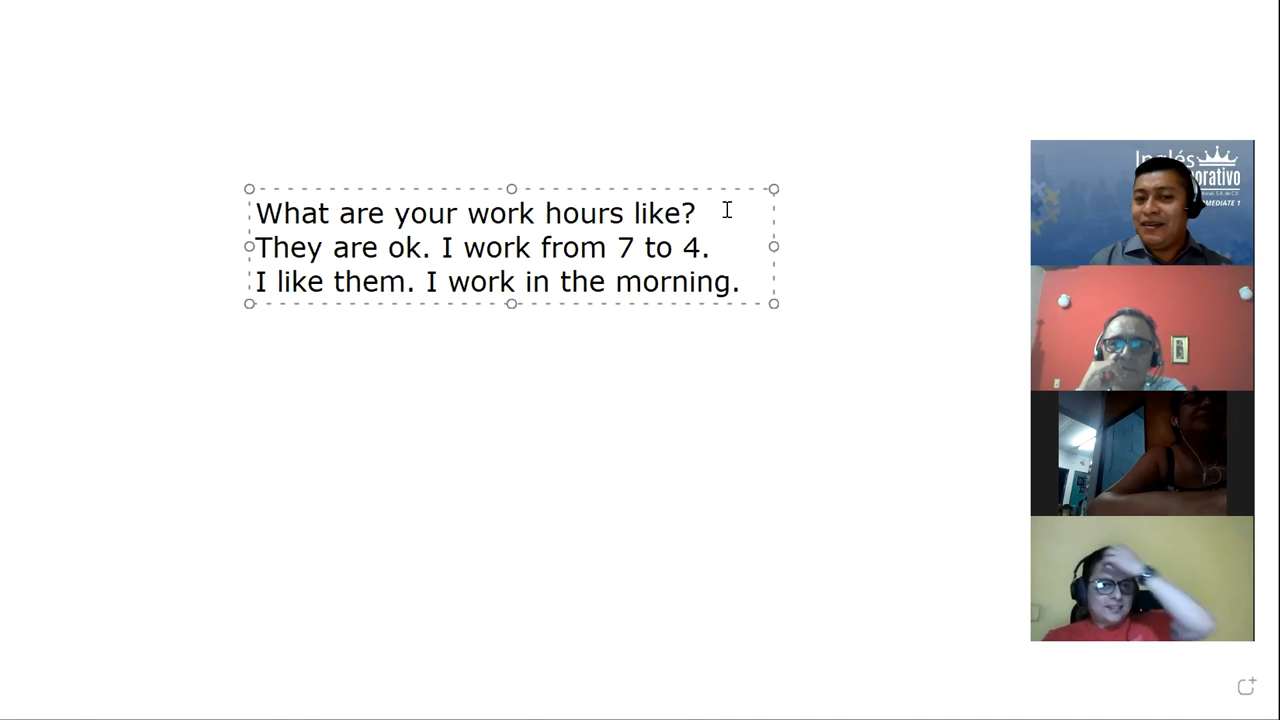 What are your work hours like?
They are ok. I work from 7 to 4.
I like them. I work in the morning.
Inglés
orativo
S.A. de C.V.
MEDIATE 1